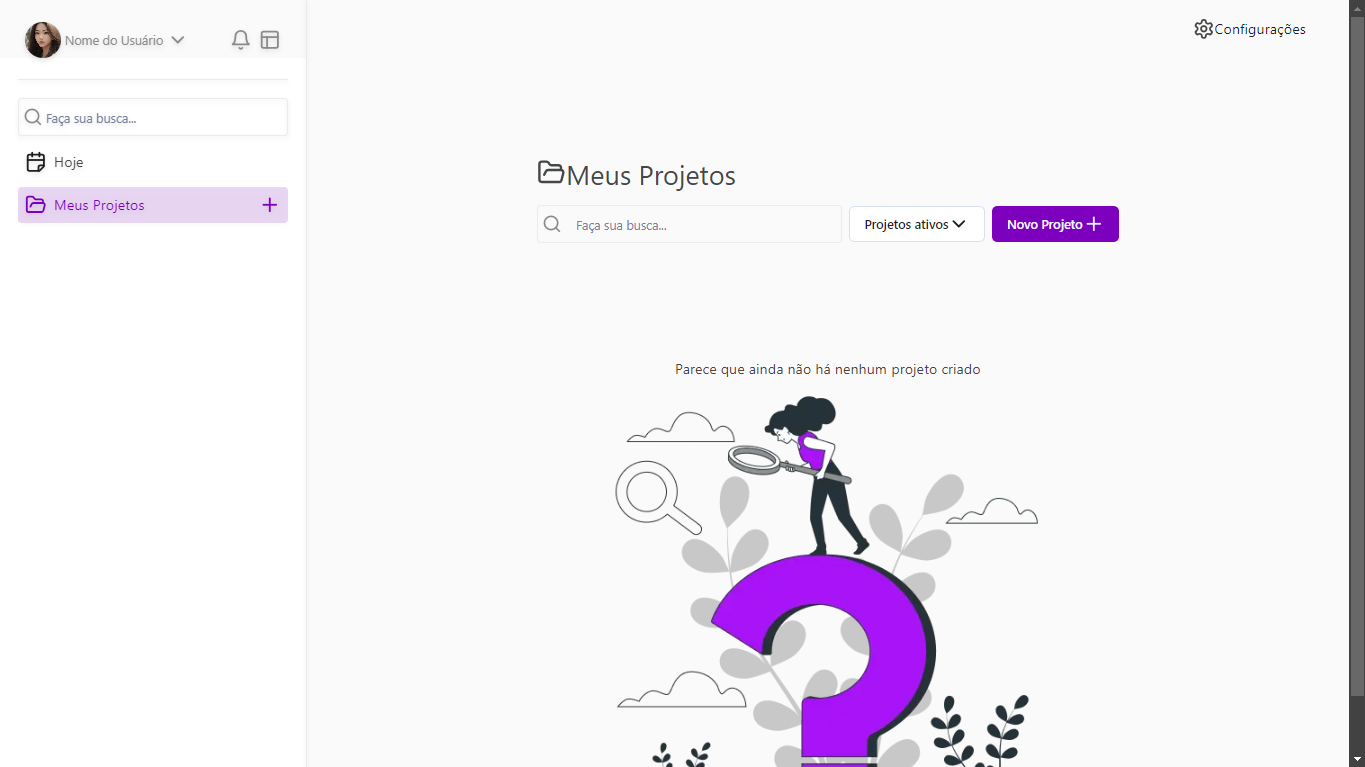 Nome do Usuário
Configurações
Faça sua busca...
Hoje
Meus Projetos
Meus Projetos
Faça sua busca...
Projetos ativos
Novo Projeto
Parece que ainda não há nenhum projeto criado
?